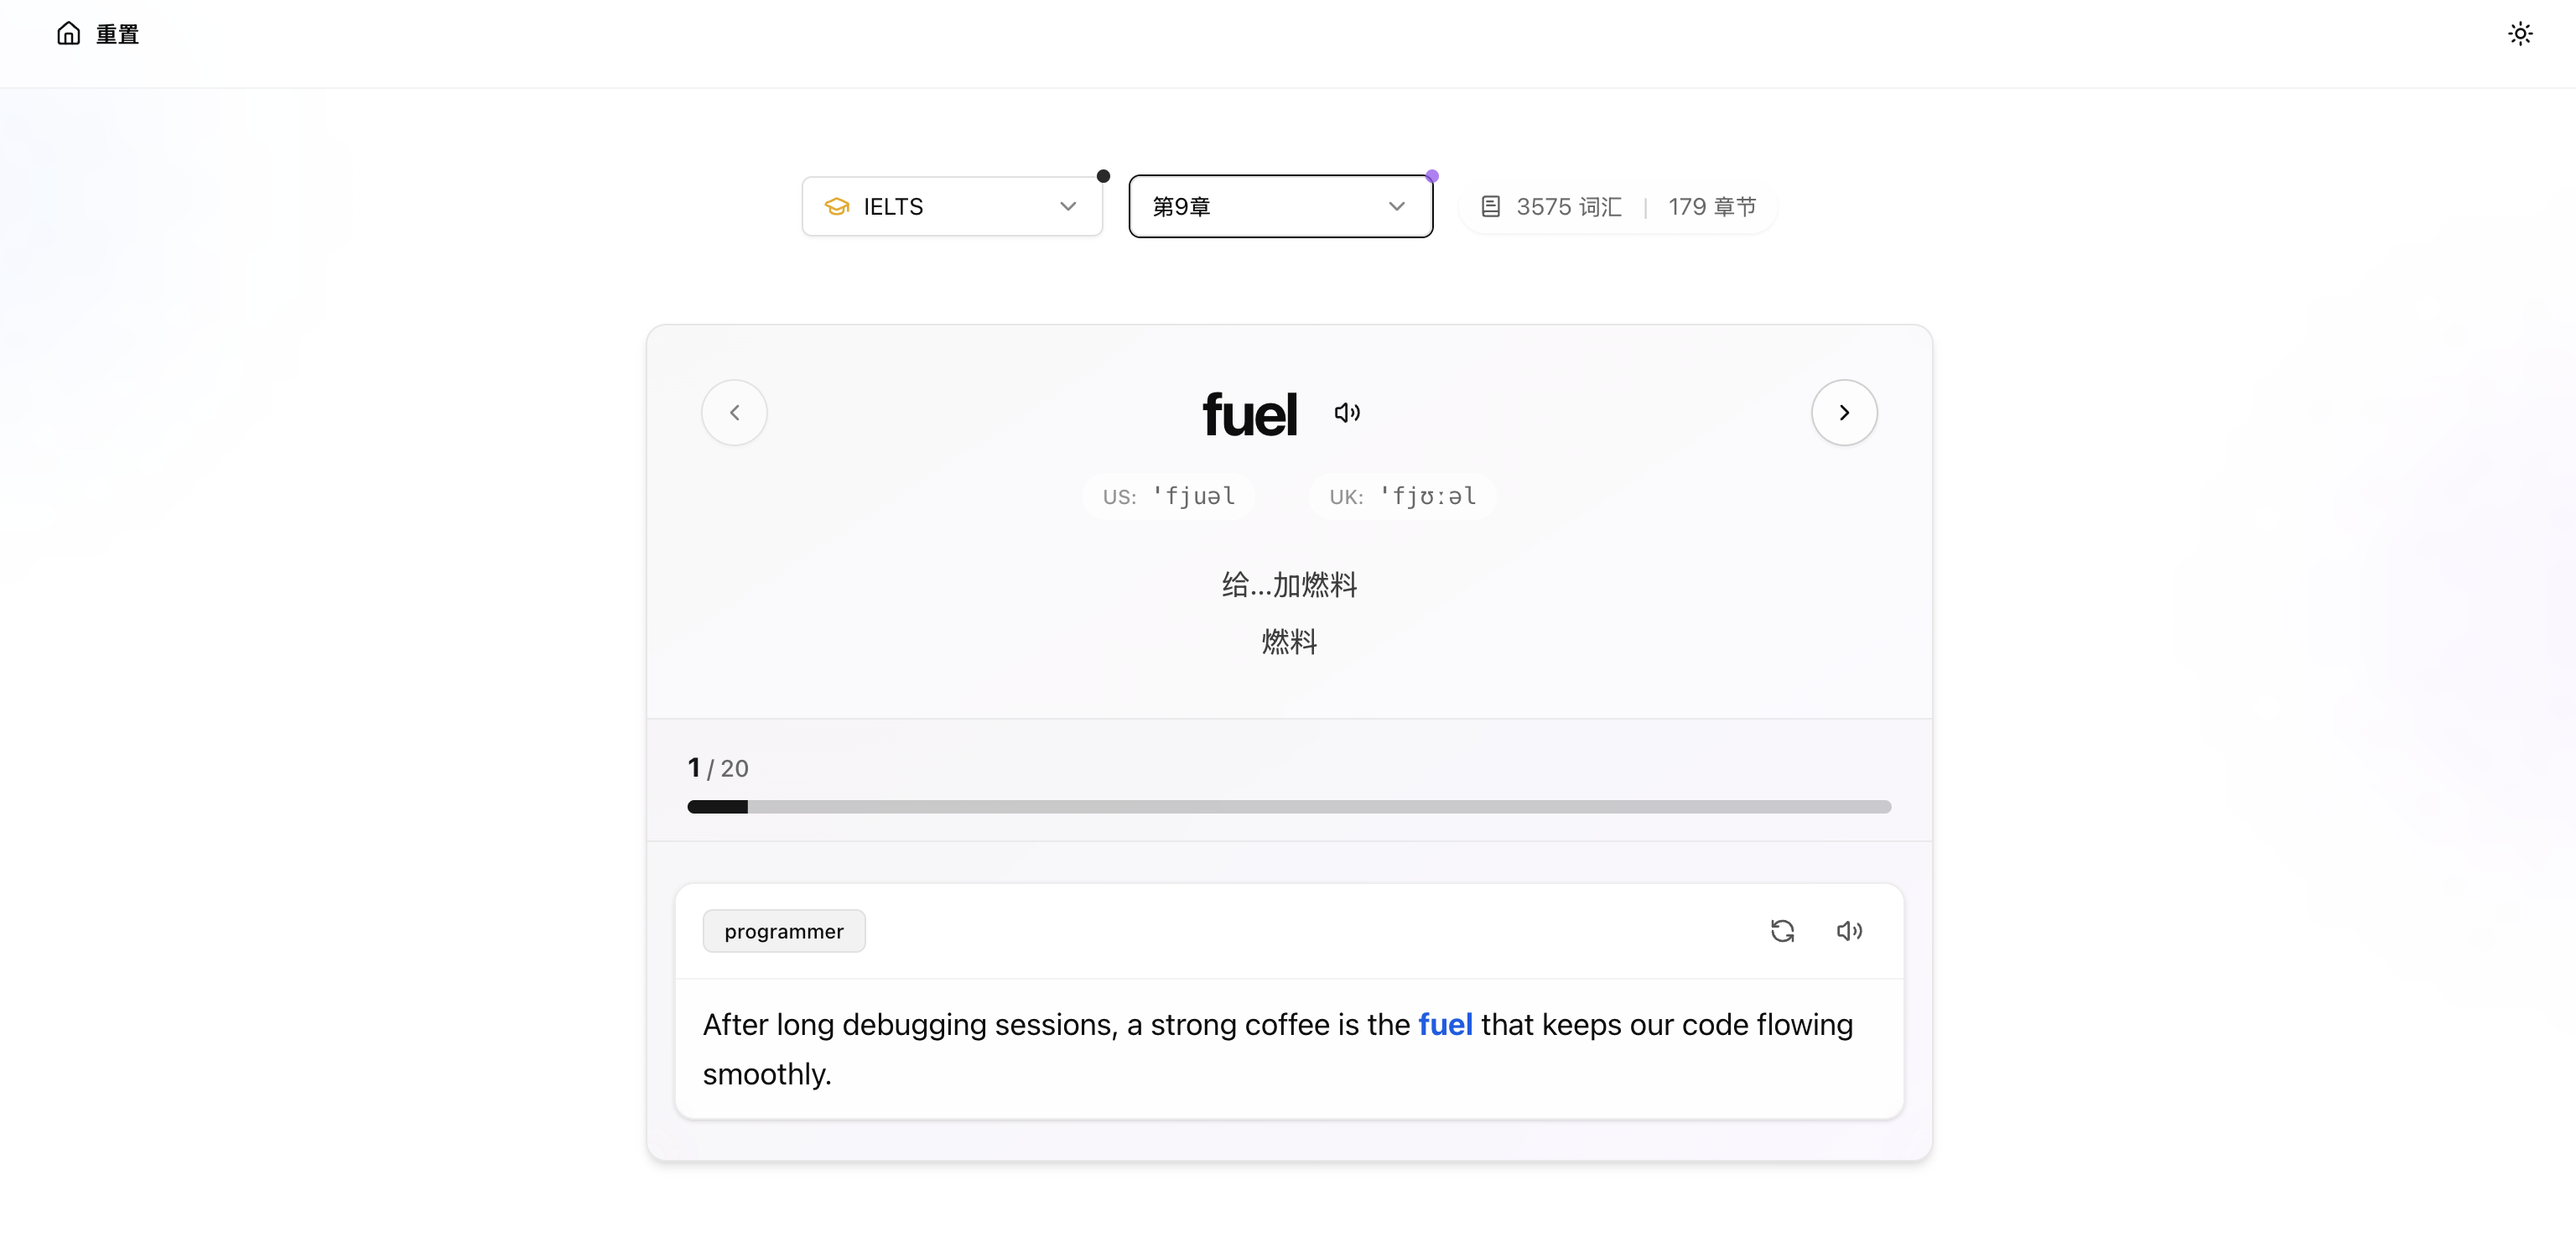 重置
IELTS
第9章
3575 词汇 | 179 章节
fuel
US: 'fjuəl UK: 'fjʊːəl
给...加燃料
燃料
1 / 20
programmer
After long debugging sessions, a strong coffee is the fuel that keeps our code flowing
smoothly.